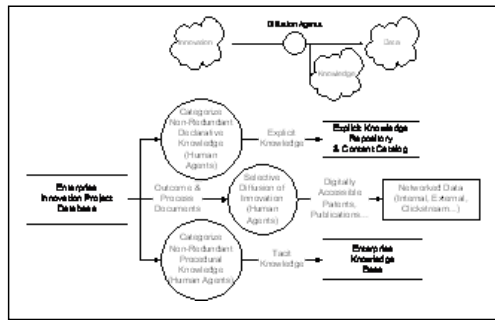 Diffusion Agents
Innovation
Data
Knowledge
Categorize
Non-Redundant
Declarative
Knowledge
(Human
Agents)
Explicit
Knowledge
Explicit Knowledge
Repository
& Content Catalog
Enterprise
Innovation Project
Database
Outcome &
Process
Documents
Selective
Diffusion of
Innovation
(Human
Agents)
Digitally
Accessible
Patents,
Publications...
Networked Data
(Internal, External,
Clickstream...)
Categorize
Non-Redundant
Procedural
Knowledge
(Human Agents)
Tacit
Knowledge
Enterprise
Knowledge
Base